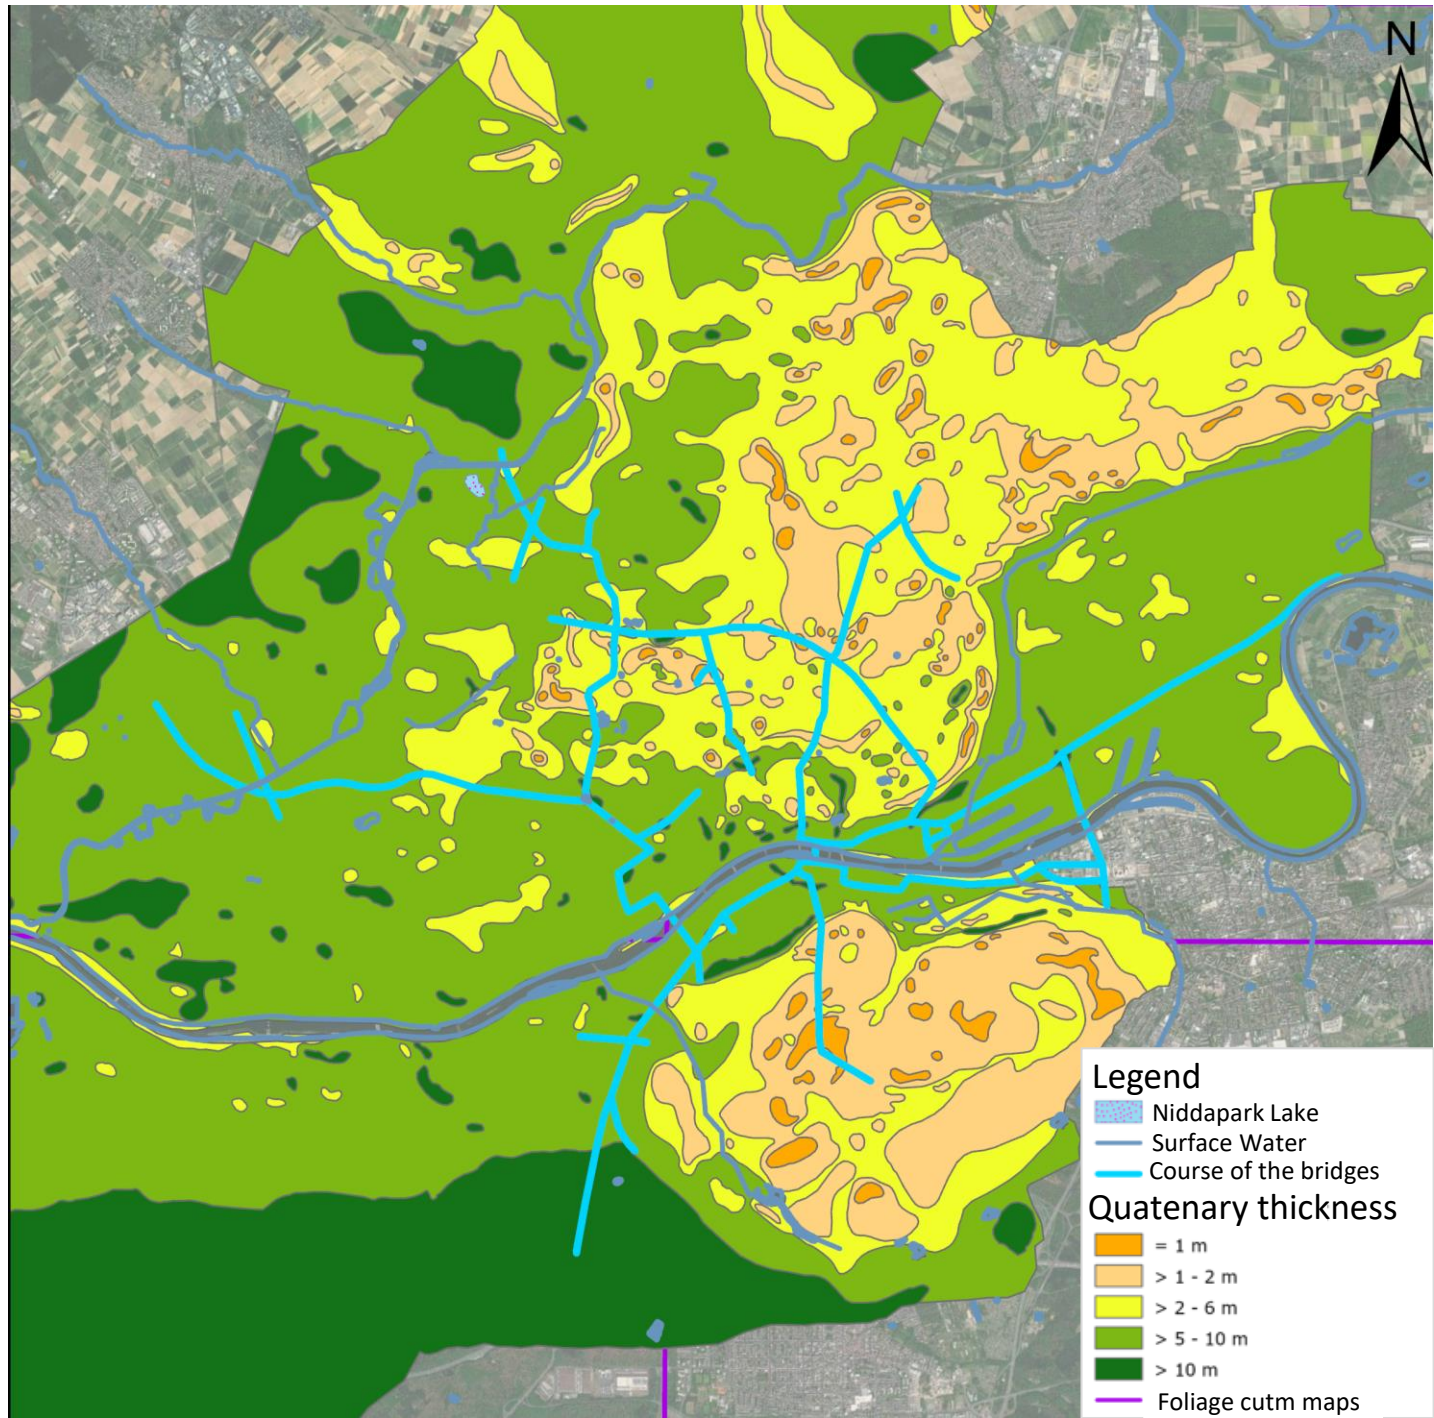 N
Legend
Niddapark Lake
Surface Water
Course of the bridges
Quatenary thickness
= 1 m
> 1 - 2 m
> 2 - 6 m
> 5 - 10 m
> 10 m
Foliage cutm maps